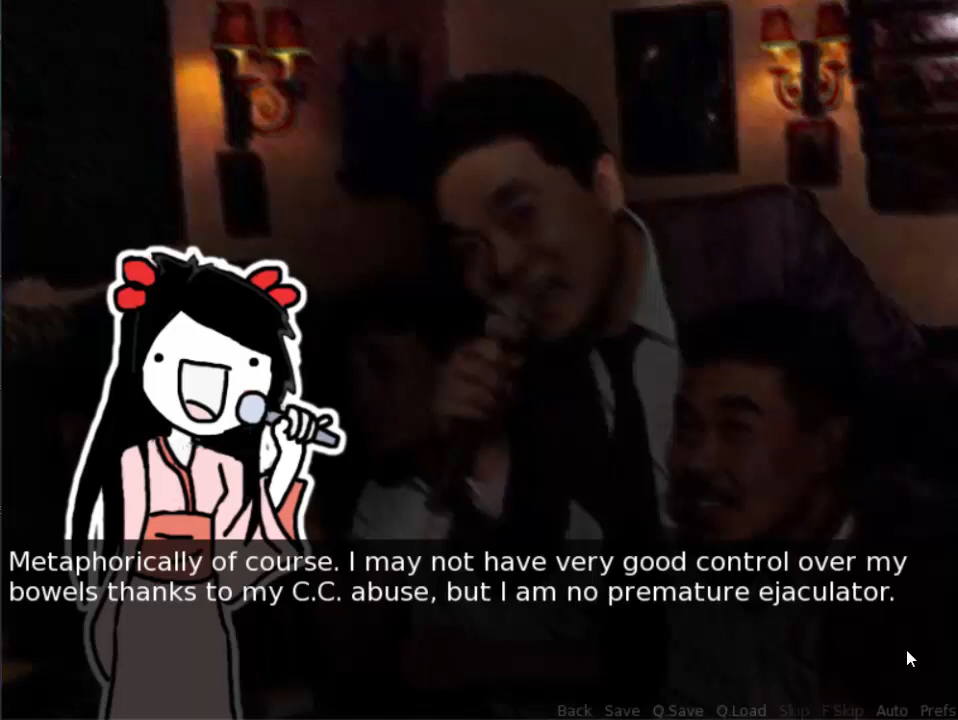 Metaphorically of course. I may not have very good control over my
bowels thanks to my C.C. abuse, but I am no premature ejaculator.
Back Save Q.Save Q.Load Skip F.Skip Auto Prefs